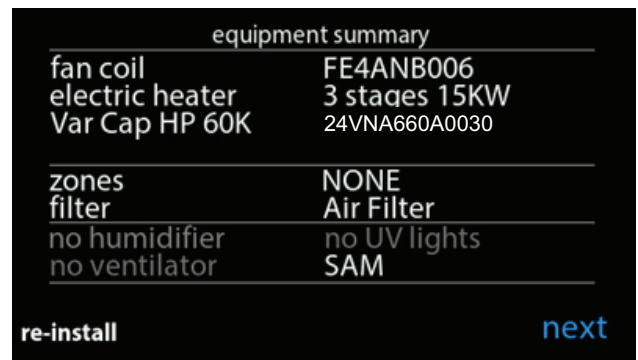 equipment summary
fan coil FE4ANB006
electric heater 3 stages 15KW
Var Cap HP 60K 24VNA660A0030
zones NONE
filter Air Filter
no humidifier no UV lights
no ventilator SAM
re-install next